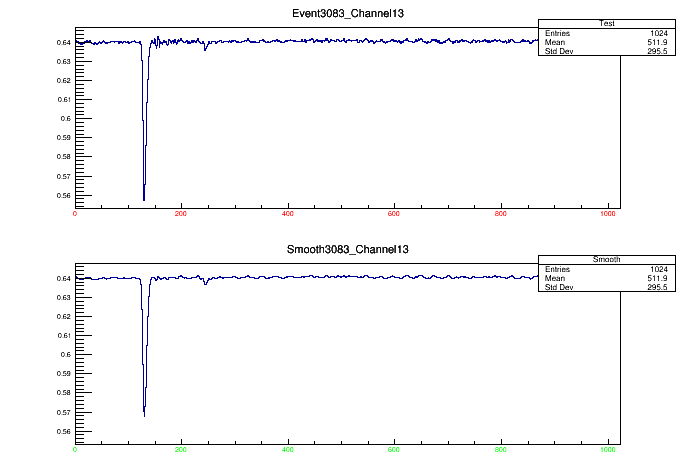 Event3083_Channel13
Test
Entries 1024
Mean 511.9
Std Dev 295.5
0.64
0.63
0.62
0.61
0.6
0.59
0.58
0.57
0.56
0 200 400 600 800 1000
Smooth3083_Channel13
Smooth
Entries 1024
Mean 511.9
Std Dev 295.5
0.64
0.63
0.62
0.61
0.6
0.59
0.58
0.57
0.56
0 200 400 600 800 1000